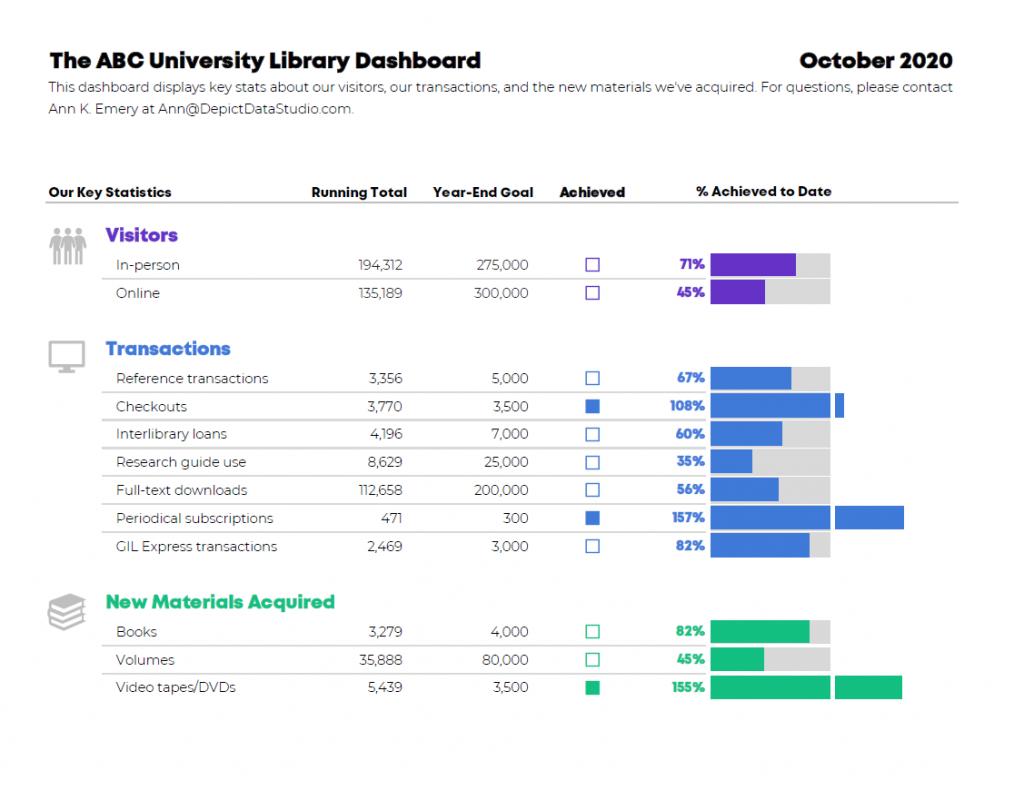 The ABC University Library Dashboard October 2020
This dashboard displays key stats about our visitors, our transactions, and the new materials we've acquired. For questions, please contact
Ann K. Emery at Ann@DepictDataStudio.com.
Our Key Statistics Running Total Year-End Goal Achieved % Achieved to Date
Visitors
In-person 194,312 275,000 71%
Online 135,189 300,000 45%
Transactions
Reference transactions 3,356 5,000 67%
Checkouts 3,770 3,500 108%
Interlibrary loans 4,196 7,000 60%
Research guide use 8,629 25,000 35%
Full-text downloads 112,658 200,000 56%
Periodical subscriptions 471 300 157%
GIL Express transactions 2,469 3,000 82%
New Materials Acquired
Books 3,279 4,000 82%
Volumes 35,888 80,000 45%
Video tapes/DVDs 5,439 3,500 155%